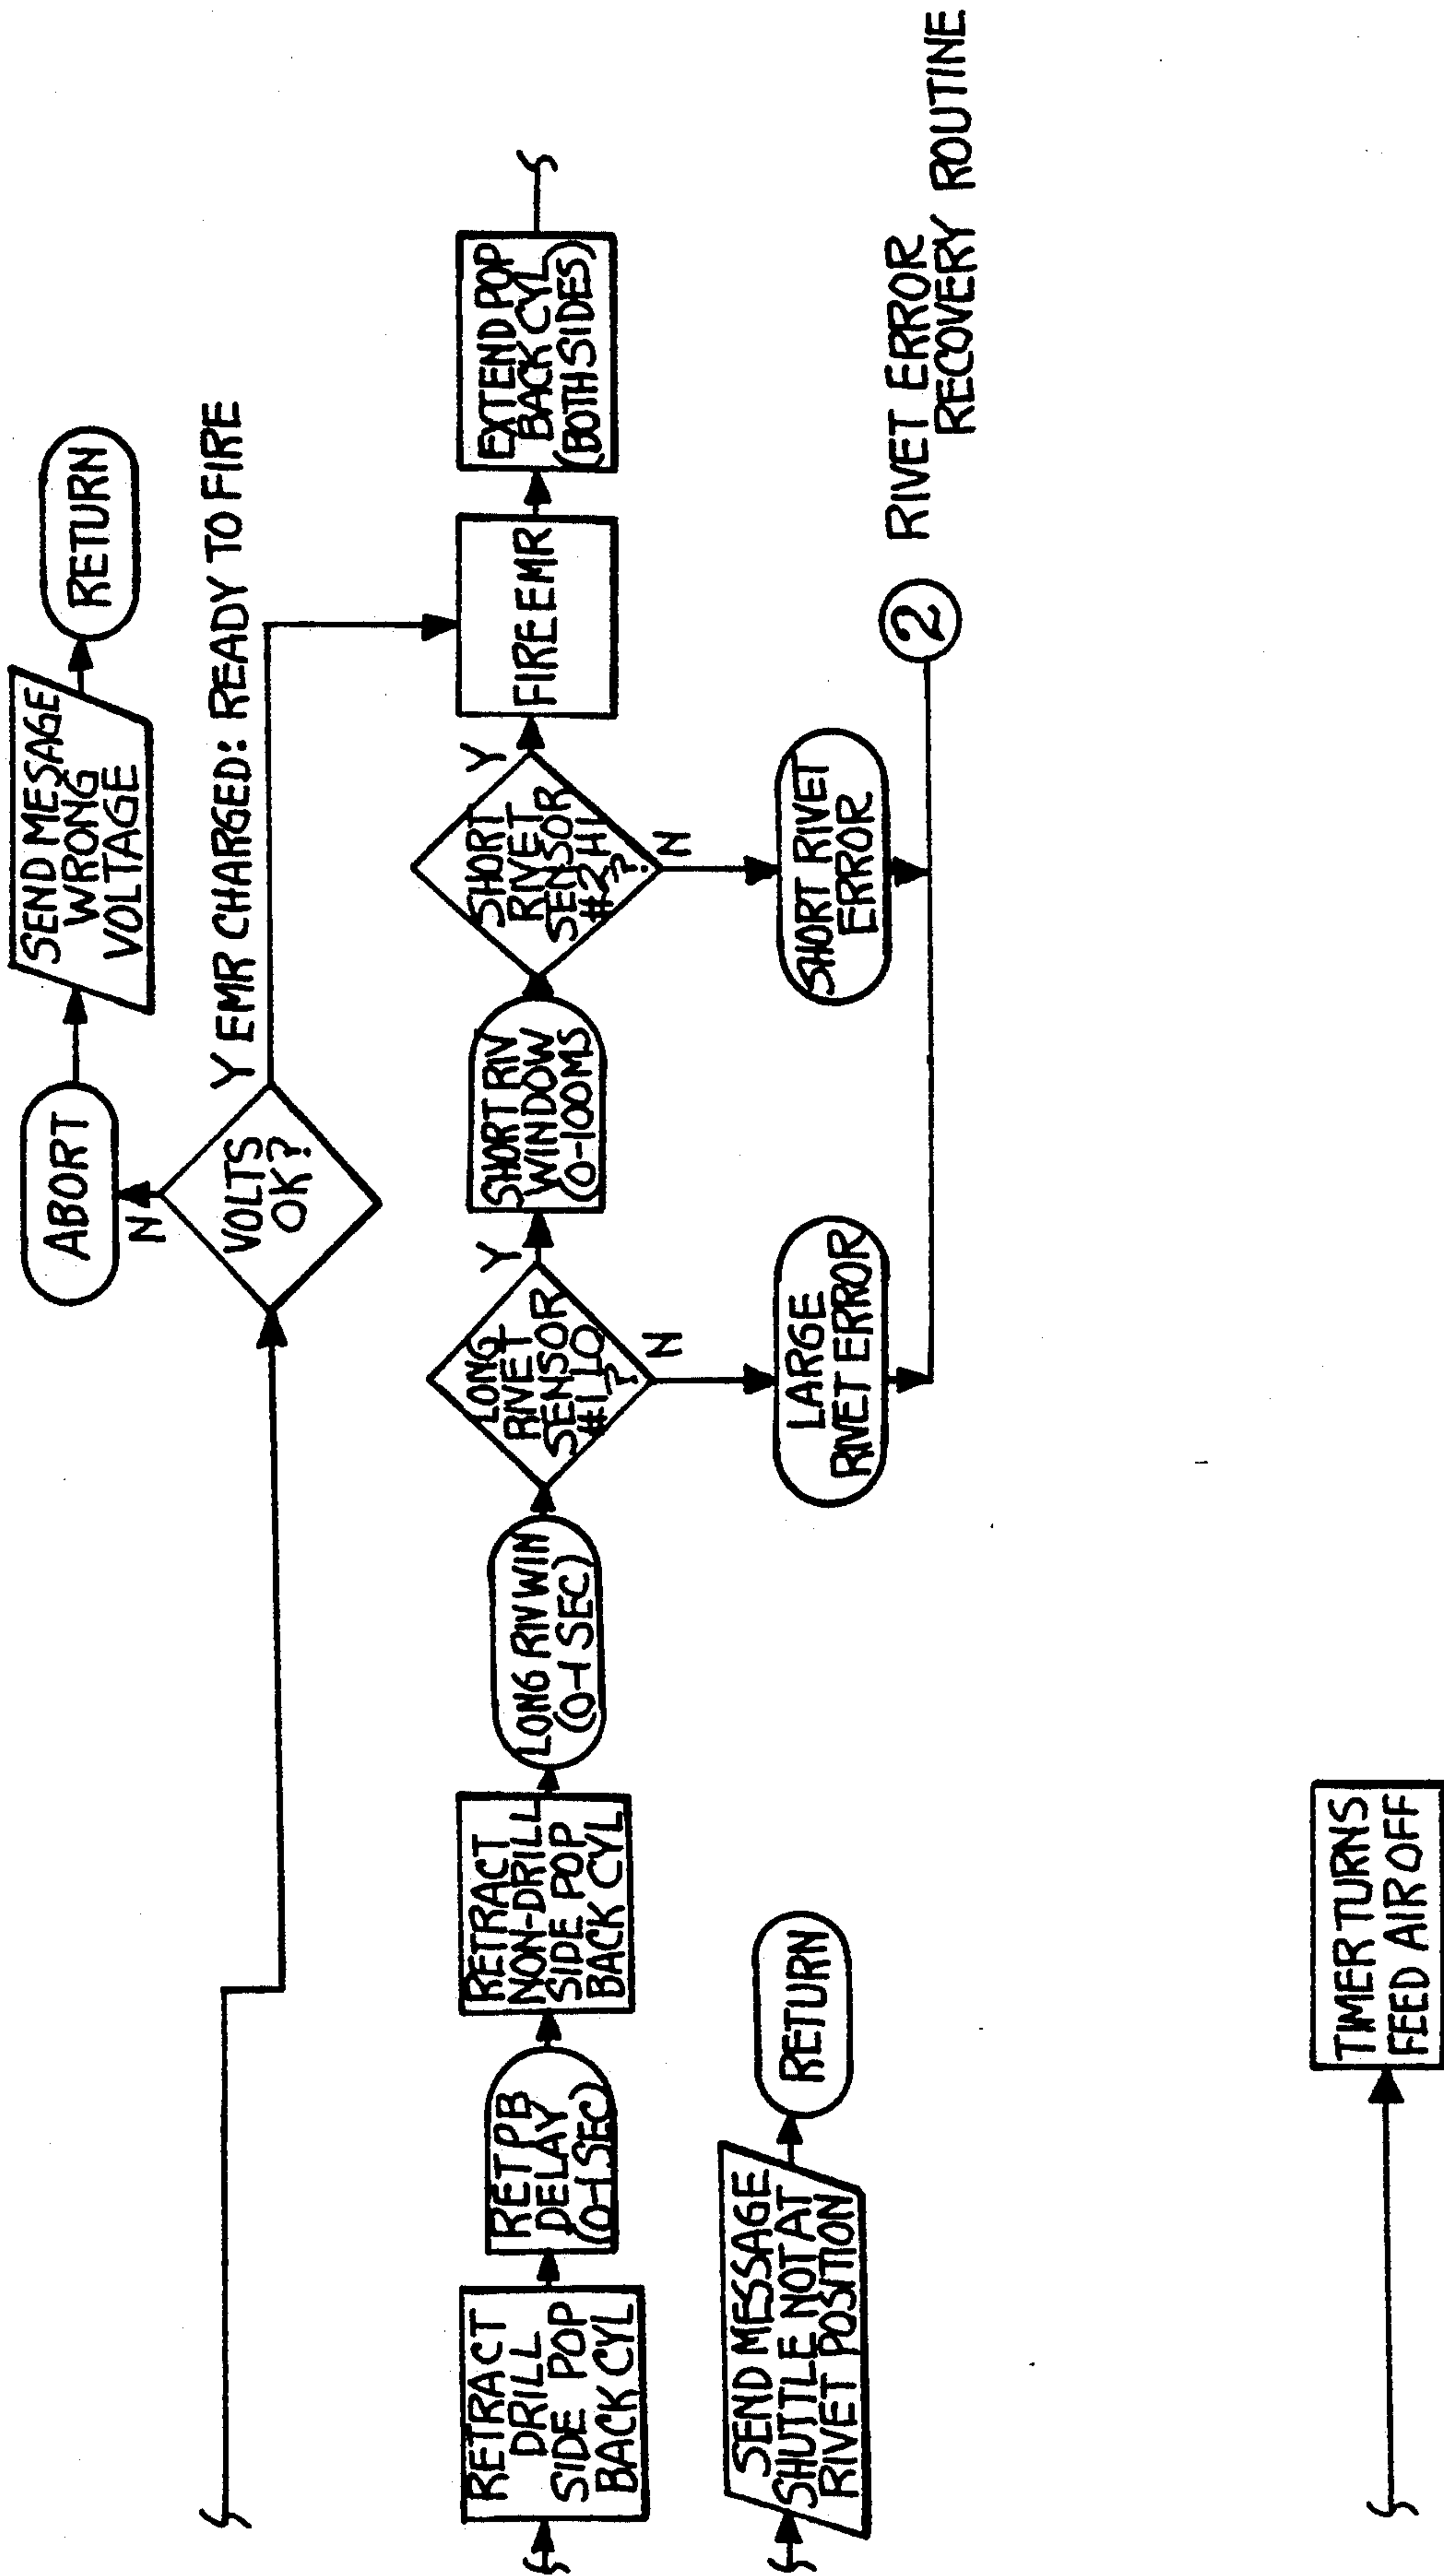 SEND MESAGE
WRONG
VOLTAGE
RETURN
ABORT
N
VOLTS
OK?
Y EMR CHARGED: READY TO FIRE
RETRACT
DRILL
SIDE POP
BACK CYL
RET PB
DELAY
(0-1SEC)
RETRACT
NON-DRILL
SIDE POP
BACK CYL
LONG RIV WIN
(0-1 SEC)
LONG
RIVET
SENSOR
#1 LO
?
Y
N
SHORT RIV
WINDOW
(0-100MS
SHORT
RIVET
SENSOR
#2 HI
?
Y
N
FIRE EMR
EXTEND POP
BACK CYL
(BOTH SIDES)
SEND MESSAGE
SHUTTLE NOT AT
RIVET POSITION
RETURN
LARGE
RIVET ERROR
SHORT RIVET
ERROR
2
RIVET ERROR
RECOVERY ROUTINE
TIMER TURNS
FEED AIR OFF